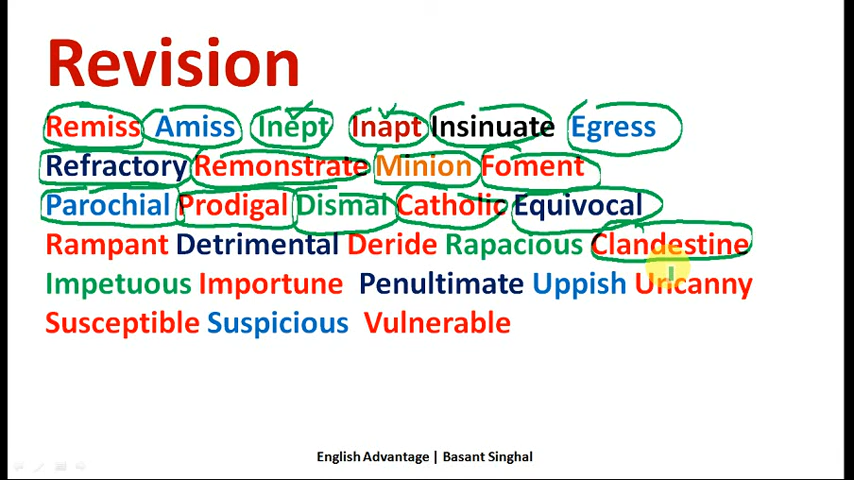 Revision
Remiss Amiss Inept Inapt Insinuate Egress
Refractory Remonstrate Minion Foment
Parochial Prodigal Dismal Catholic Equivocal
Rampant Detrimental Deride Rapacious Clandestine
Impetuous Importune Penultimate Uppish Uncanny
Susceptible Suspicious Vulnerable
English Advantage | Basant Singhal